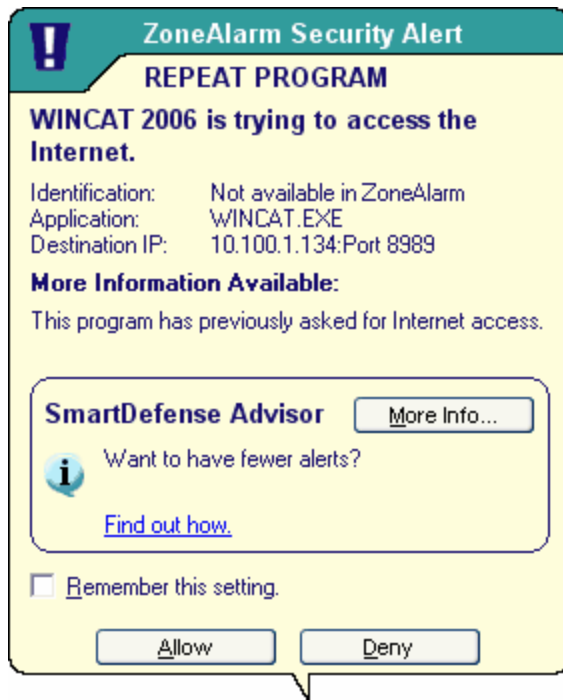 ZoneAlarm Security Alert
REPEAT PROGRAM
WINCAT 2006 is trying to access the
Internet.
Identification: Not available in ZoneAlarm
Application: WINCAT.EXE
Destination IP: 10.100.1.134:Port 8989
More Information Available:
This program has previously asked for Internet access.
SmartDefense Advisor More Info...
Want to have fewer alerts?
Find out how.
Remember this setting.
Allow Deny